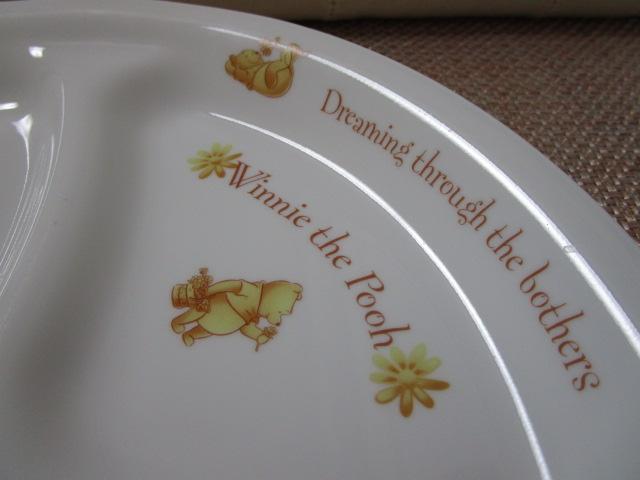 Dreaming through the bothers
Winnie the Pooh